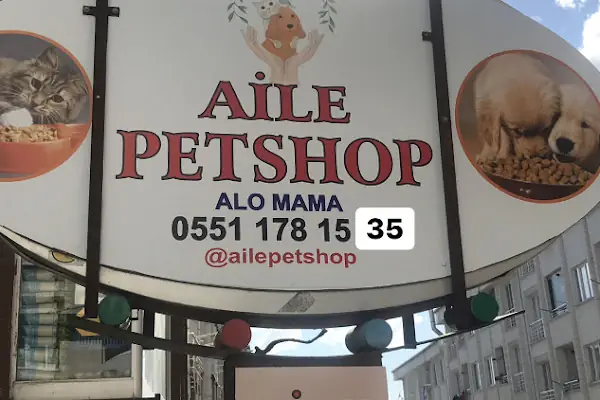 AİLE
PETSHOP
ALO MAMA
0551 178 15 35
@ailepetshop